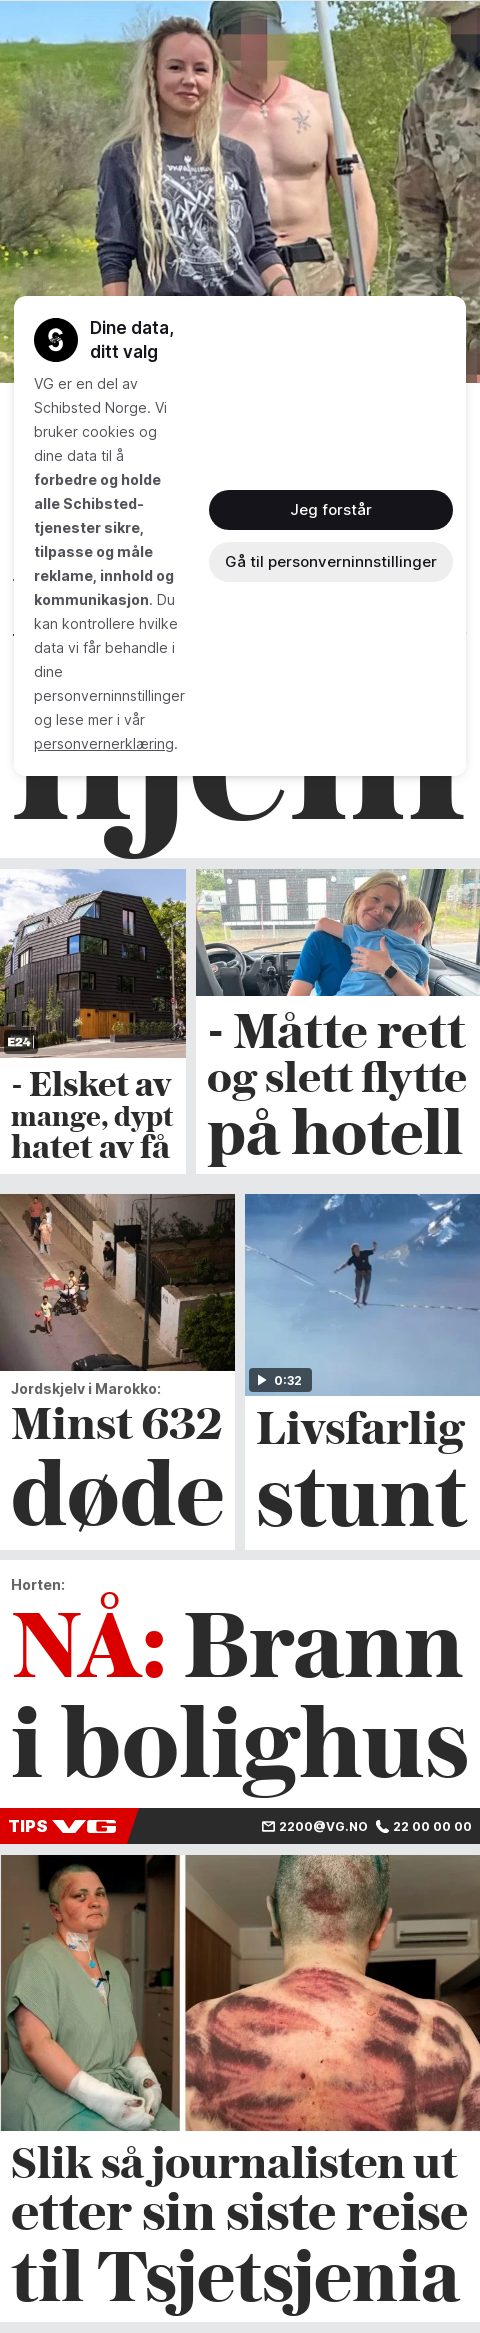 Dine data,
ditt valg
VG er en del av
Schibsted Norge. Vi
bruker cookies og
dine data til å
forbedre og holde
alle Schibsted-
tjenester sikre,
tilpasse og måle
reklame, innhold og
kommunikasjon. Du
kan kontrollere hvilke
data vi får behandle i
dine
personverninnstillinger
og lese mer i vår
personvernerklæring.
Jeg forstår
Gå til personverninnstillinger
hjem
E24
- Elsket av
mange, dypt
hatet av få
- Måtte rett
og slett flytte
på hotell
Jordskjelv i Marokko:
Minst 632
døde
0:32
Livsfarlig
stunt
Horten:
NÅ: Brann
i bolighus
TIPS VG 2200@VG.NO 22 00 00 00
Slik så journalisten ut
etter sin siste reise
til Tsjetsjenia